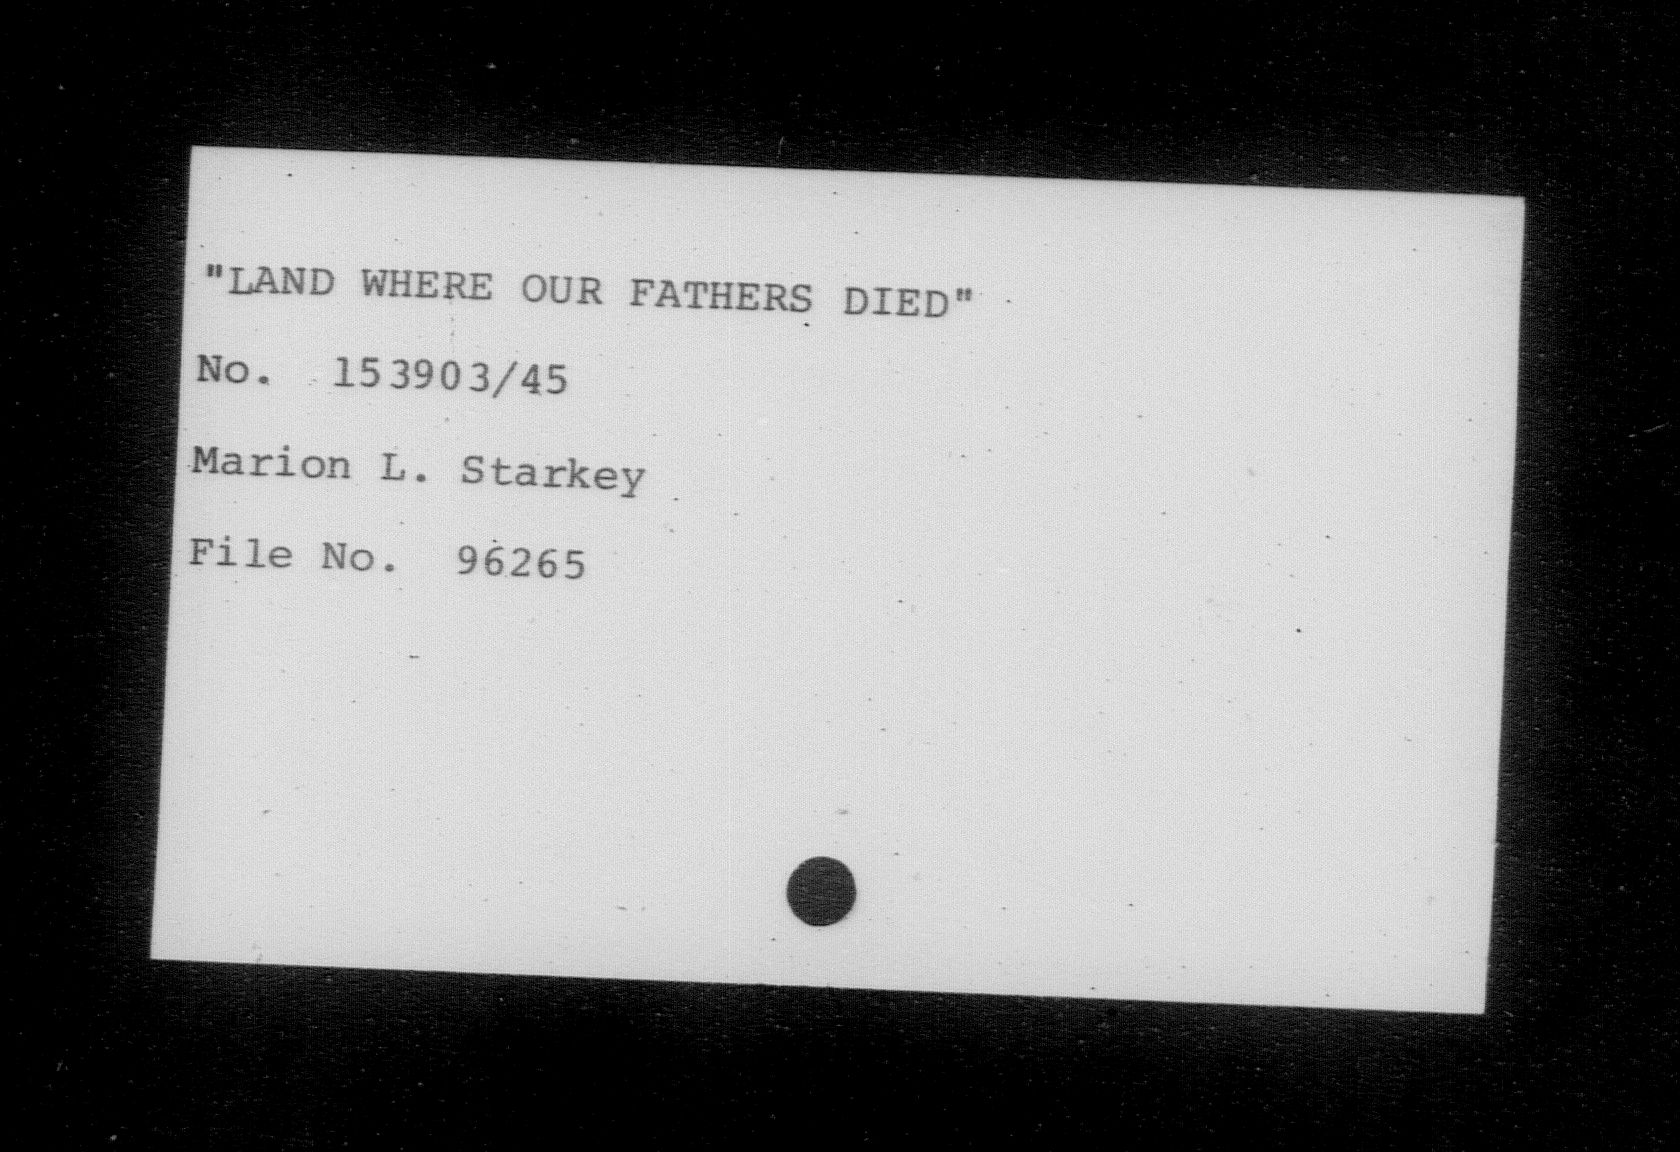 "LAND WHERE OUR FATHERS DIED"
No. 153903/45
Marion L. Starkey
File No. 96265